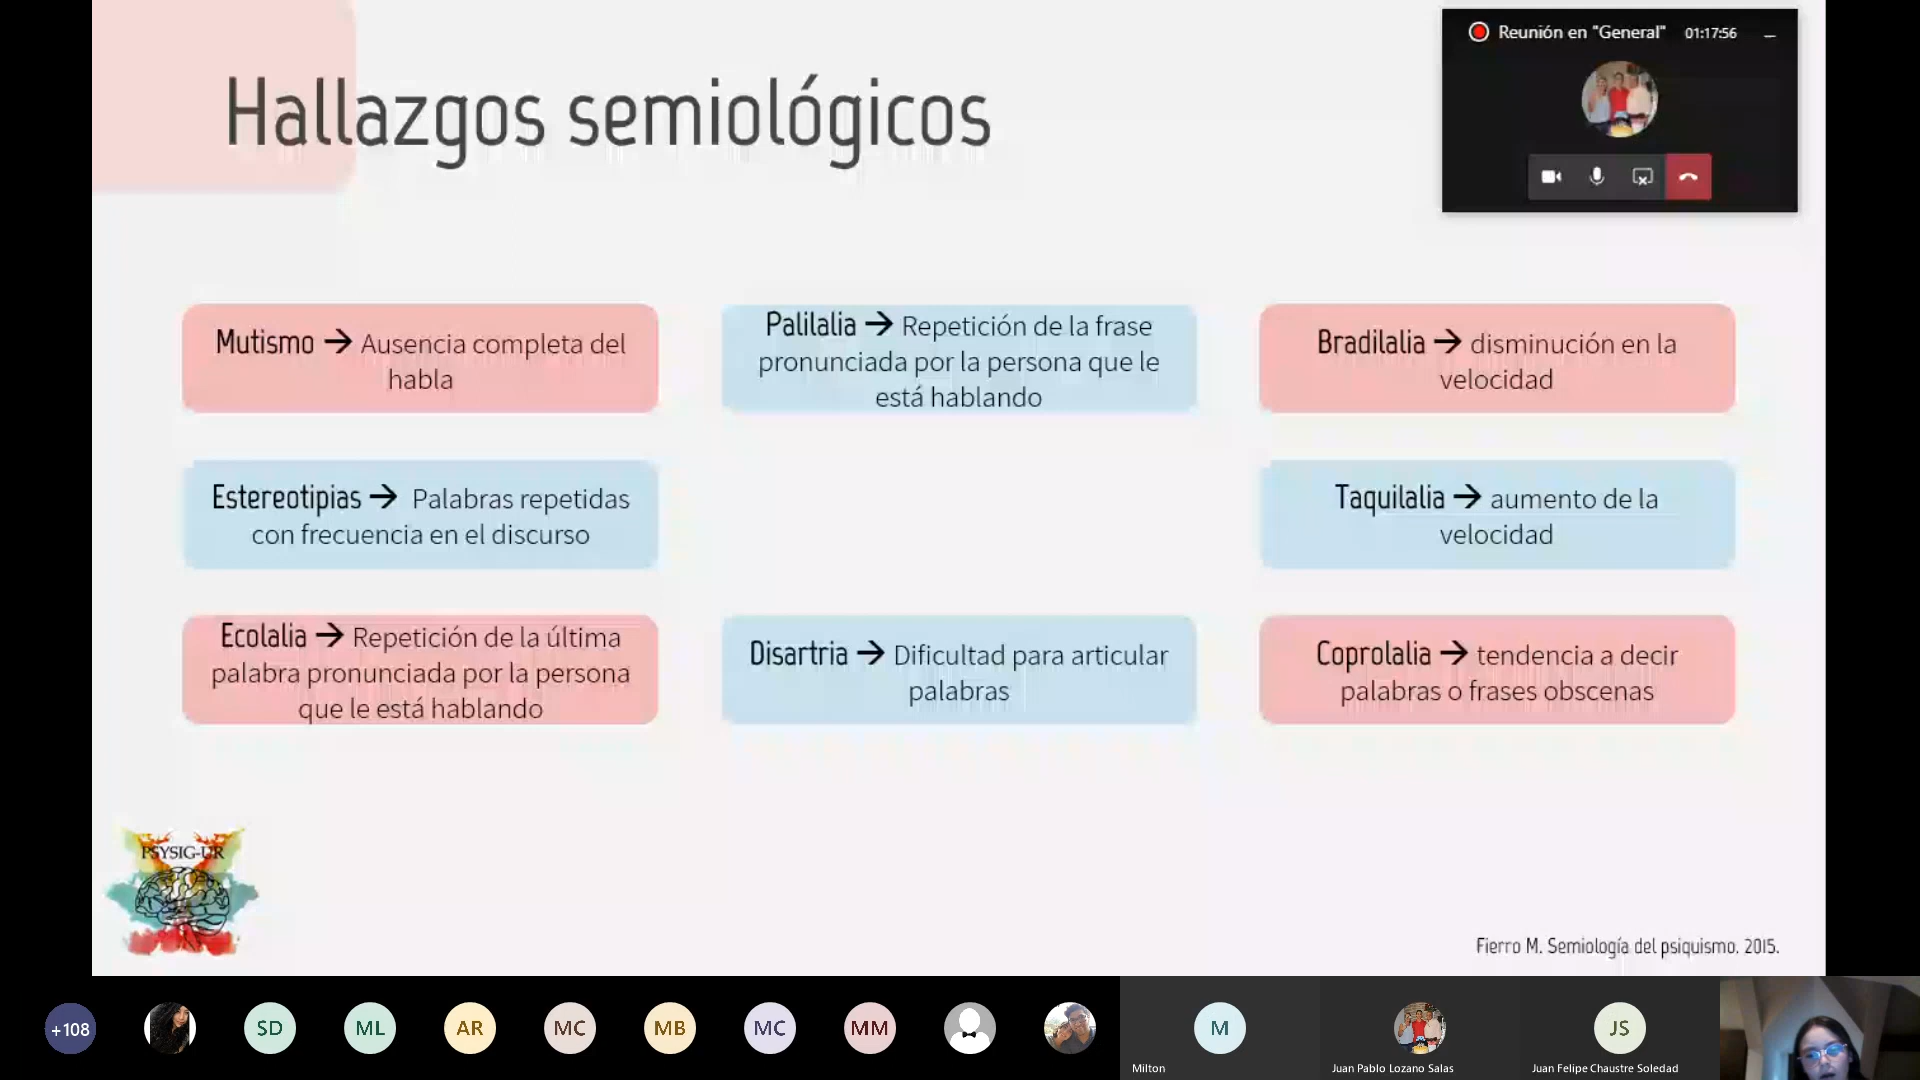 Hallazgos semiológicos
Reunión en "General" 01:17:56
Mutismo → Ausencia completa del
habla
Palilalia → Repetición de la frase
pronunciada por la persona que le
está hablando
Bradilalia → disminución en la
velocidad
Estereotipias → Palabras repetidas
con frecuencia en el discurso
Taquilalia → aumento de la
velocidad
Ecolalia → Repetición de la última
palabra pronunciada por la persona
que le está hablando
Disartria → Dificultad para articular
palabras
Coprolalia → tendencia a decir
palabras o frases obscenas
PSYSIG-UR
Fierro M. Semiología del psiquismo. 2015.
+108
SD
ML
AR
MC
MB
MC
MM
M
JS
Milton
Juan Pablo Lozano Salas
Juan Felipe Chaustre Soledad